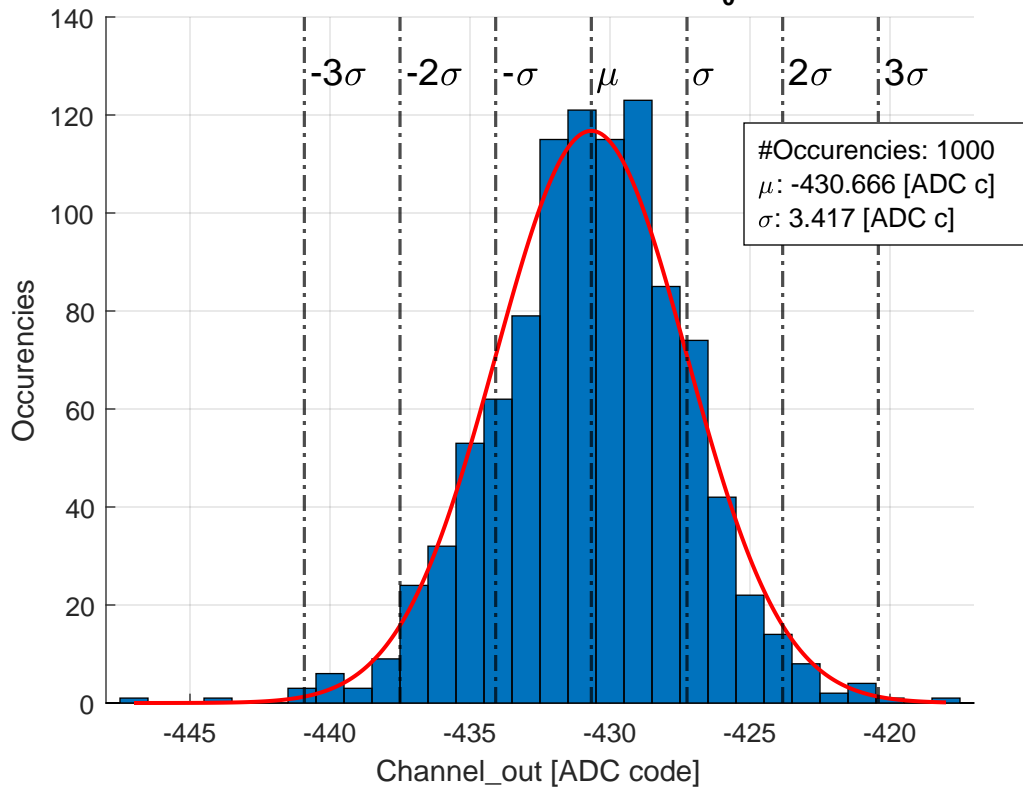 140
120
100
80
60
40
20
0
-3σ
-2σ
-σ
μ
σ
2σ
3σ
#Occurencies: 1000
μ: -430.666 [ADC c]
σ: 3.417 [ADC c]
Occurencies
-445
-440
-435
-430
-425
-420
Channel_out [ADC code]